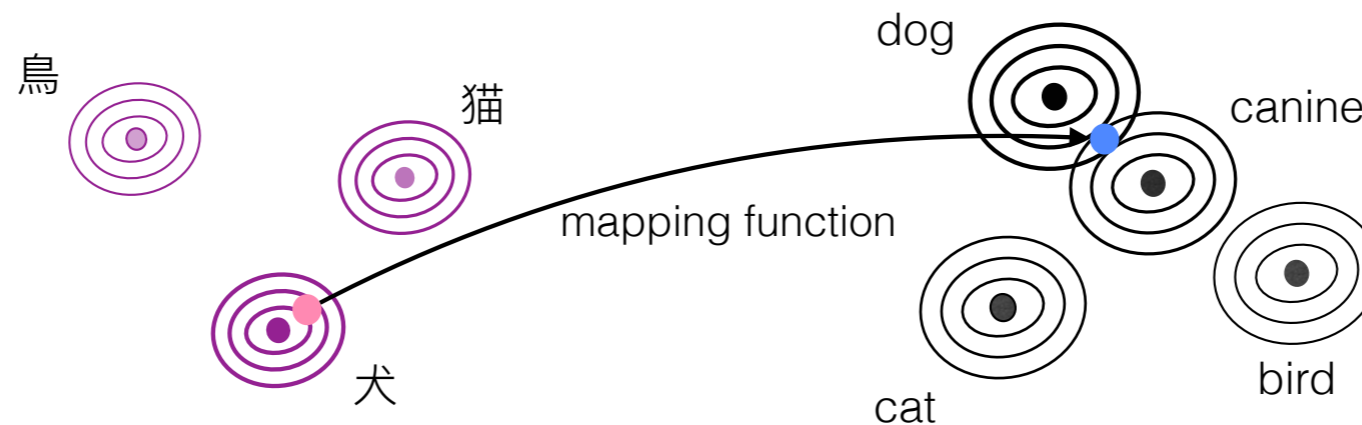 鳥
猫
犬
mapping function
dog
canine
cat
bird